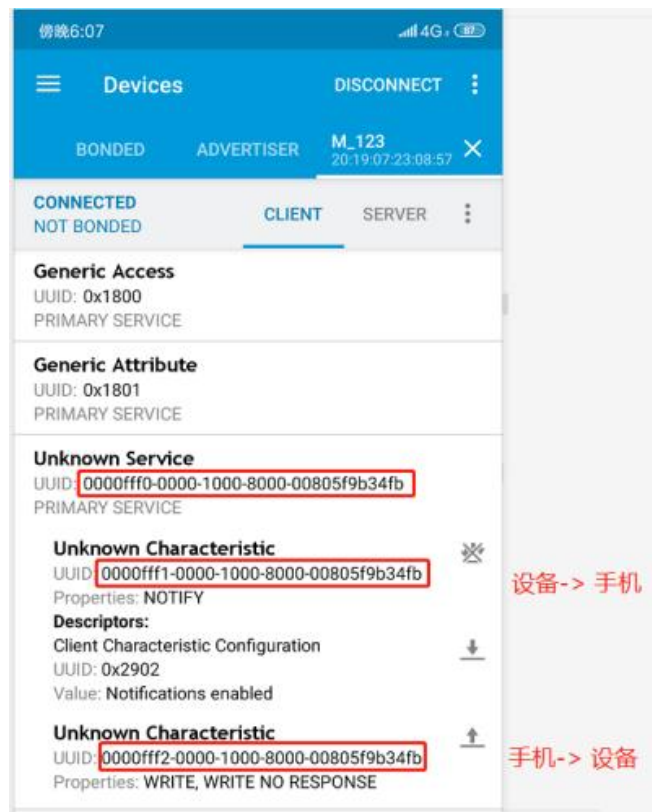 傍晚6:07
4G
87
Devices
DISCONNECT
BONDED
ADVERTISER
M_123
20:19:07:23:08:57
CONNECTED
NOT BONDED
CLIENT
SERVER
Generic Access
UUID: 0x1800
PRIMARY SERVICE
Generic Attribute
UUID: 0x1801
PRIMARY SERVICE
Unknown Service
UUID: 0000fff0-0000-1000-8000-00805f9b34fb
PRIMARY SERVICE
Unknown Characteristic
UUID: 0000fff1-0000-1000-8000-00805f9b34fb
设备-> 手机
Properties: NOTIFY
Descriptors:
Client Characteristic Configuration
UUID: 0x2902
Value: Notifications enabled
Unknown Characteristic
UUID: 0000fff2-0000-1000-8000-00805f9b34fb
手机-> 设备
Properties: WRITE, WRITE NO RESPONSE